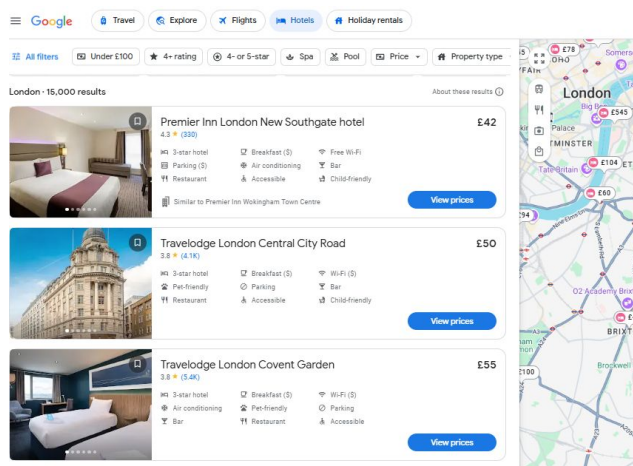 Google
Travel
Explore
Flights
Hotels
Holiday rentals
All filters
Under £100
4+ rating
4- or 5-star
Spa
Pool
Price
Property type
London · 15,000 results
About these results
Premier Inn London New Southgate hotel
£42
4.3 ★ (330)
3-star hotel
Breakfast ($)
Free Wi-Fi
Parking ($)
Air conditioning
Bar
Restaurant
Accessible
Child-friendly
Similar to Premier Inn Wokingham Town Centre
View prices
Travelodge London Central City Road
£50
3.8 ★ (4.1K)
3-star hotel
Breakfast ($)
Wi-Fi ($)
Pet-friendly
Parking
Bar
Restaurant
Accessible
Child-friendly
View prices
Travelodge London Covent Garden
£55
3.8 ★ (5.4K)
3-star hotel
Breakfast ($)
Wi-Fi ($)
Air conditioning
Pet-friendly
Parking
Bar
Restaurant
Accessible
View prices
£78
London
Big
£545
Palace
Tate Britain
£104
£60
Nine Elms
O2 Academy
Brockwell
£100